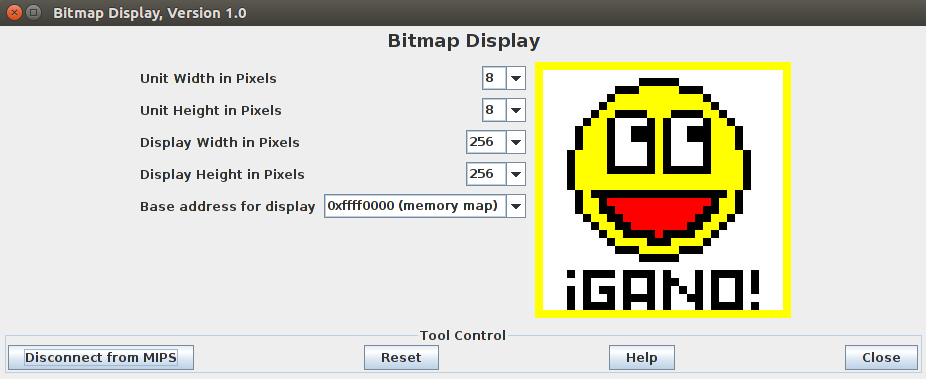 Bitmap Display, Version 1.0
Bitmap Display
Unit Width in Pixels 8
Unit Height in Pixels 8
Display Width in Pixels 256
Display Height in Pixels 256
Base address for display 0xffff0000 (memory map)
¡GANO!
Tool Control
Disconnect from MIPS Reset Help Close